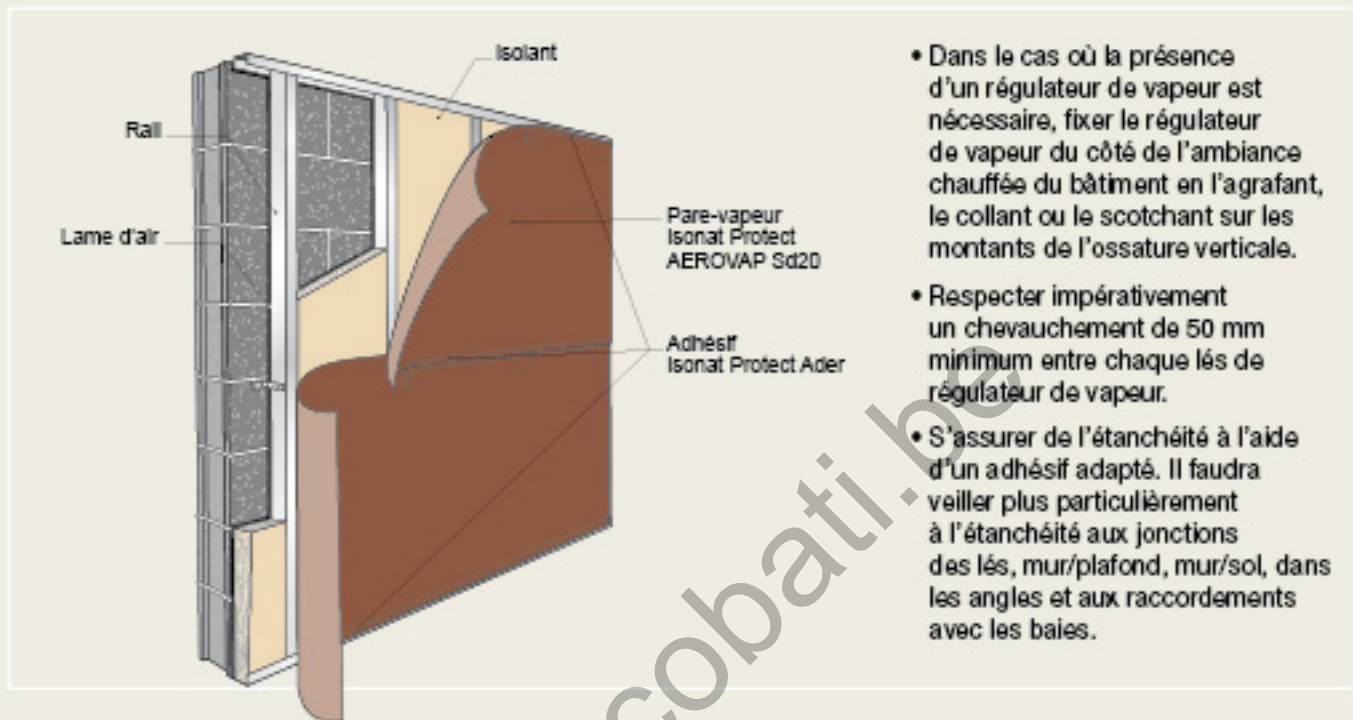 Isolant
Rail
Lame d'air
Pare-vapeur
Isonat Protect
AEROVAP Sd20
Adhésif
Isonat Protect Ader
• Dans le cas où la présence
d'un régulateur de vapeur est
nécessaire, fixer le régulateur
de vapeur du côté de l'ambiance
chauffée du bâtiment en l'agrafant,
le collant ou le scotchant sur les
montants de l'ossature verticale.
• Respecter impérativement
un chevauchement de 50 mm
minimum entre chaque lés de
régulateur de vapeur.
• S'assurer de l'étanchéité à l'aide
d'un adhésif adapté. Il faudra
veiller plus particulièrement
à l'étanchéité aux jonctions
des lés, mur/plafond, mur/sol, dans
les angles et aux raccordements
avec les baies.
cobati.be